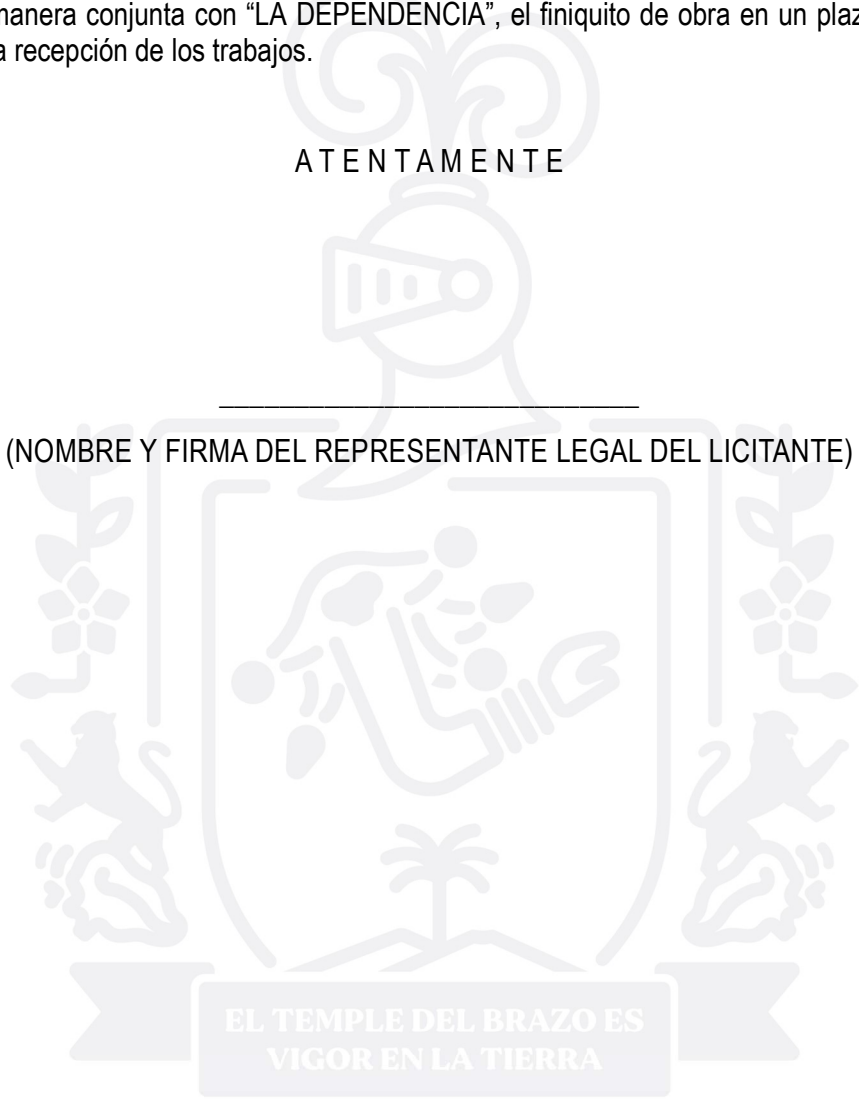 manera conjunta con “LA DEPENDENCIA”, el finiquito de obra en un plaz
a recepción de los trabajos.
A T E N T A M E N T E
______________________________
(NOMBRE Y FIRMA DEL REPRESENTANTE LEGAL DEL LICITANTE)
EL TEMPLE DEL BRAZO ES
VIGOR EN LA TIERRA